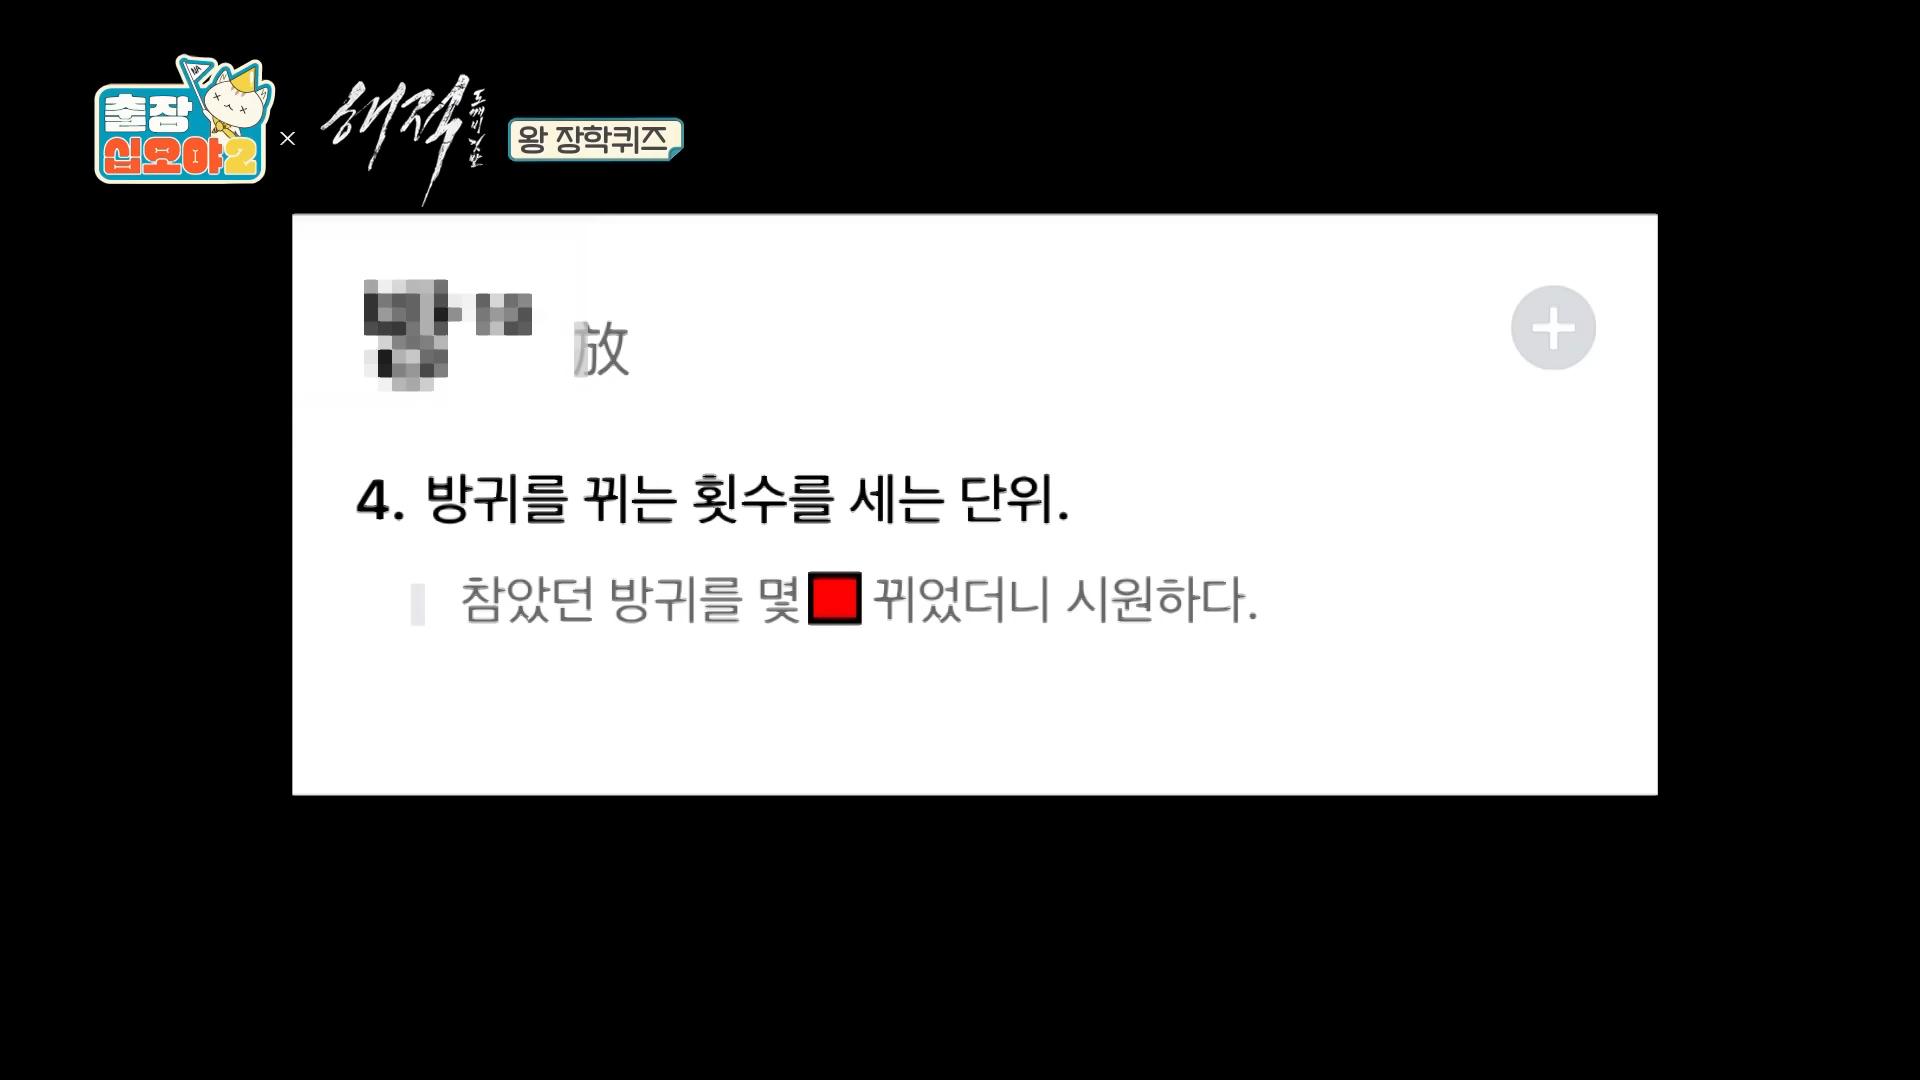 출장
십오야2
×
해적
도깨비 깃발
왕 장학퀴즈
放
4. 방귀를 뀌는 횟수를 세는 단위.
참았던 방귀를 몇 뀌었더니 시원하다.